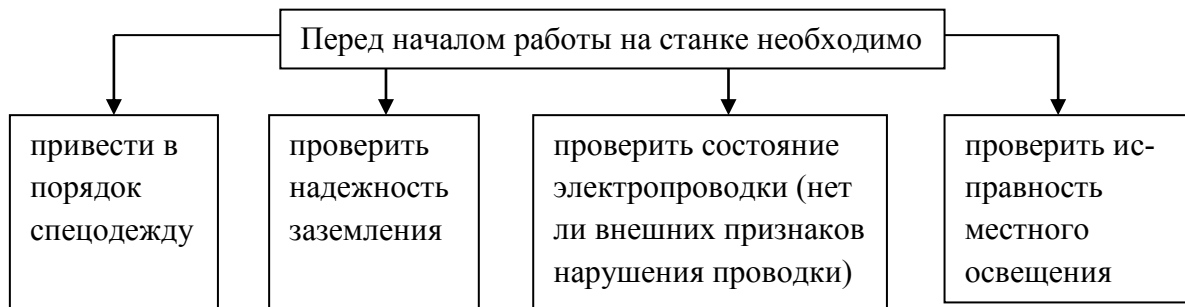 Перед началом работы на станке необходимо
привести в
порядок
спецодежду
проверить
надежность
заземления
проверить состояние
электропроводки (нет
ли внешних признаков
нарушения проводки)
проверить ис-
правность
местного
освещения